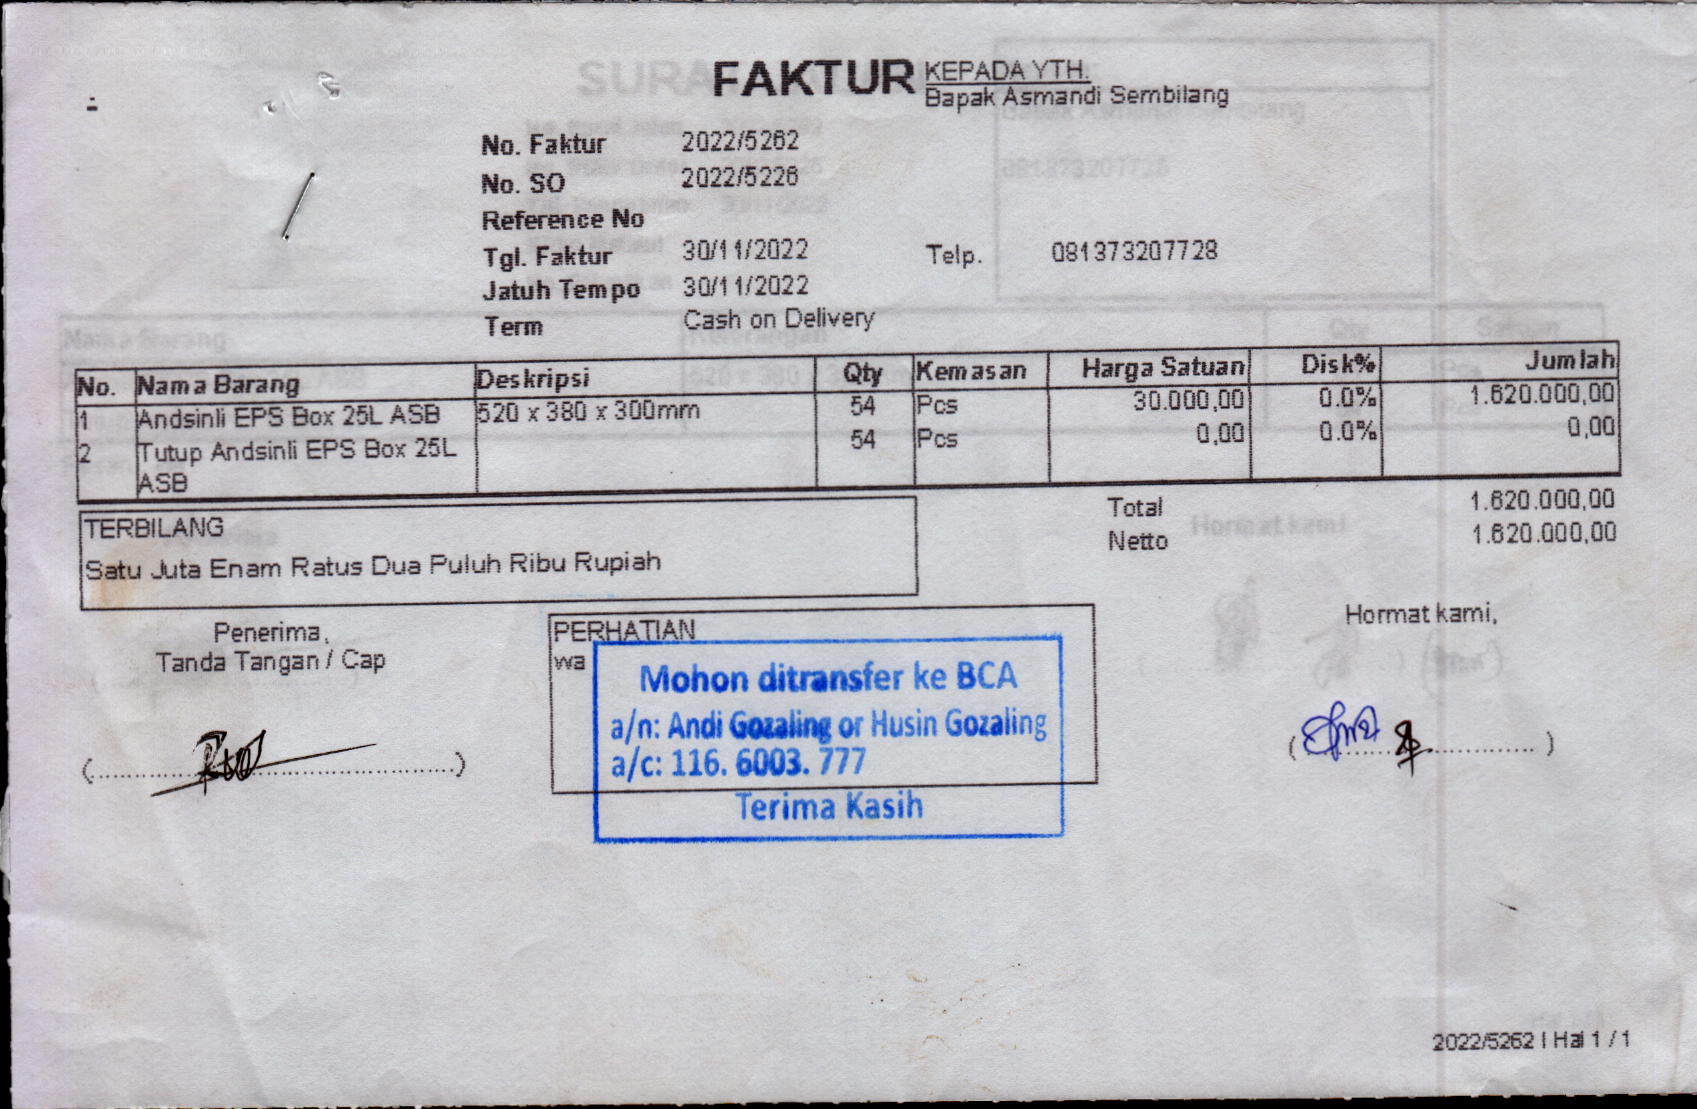 FAKTUR
KEPADA YTH.
Bapak Asmandi Sembilang
No. Faktur 2022/5262
No. SO 2022/5226
Reference No
Tgl. Faktur 30/11/2022 Telp. 081373207728
Jatuh Tempo 30/11/2022
Term Cash on Delivery
No. Nama Barang Deskripsi Qty Kemasan Harga Satuan Disk% Jumlah
1 Andsinli EPS Box 25L ASB 520 x 380 x 300mm 54 Pcs 30.000,00 0.0% 1.620.000,00
2 Tutup Andsinli EPS Box 25L 54 Pcs 0,00 0.0% 0,00
ASB
Total 1.620.000,00
Netto 1.620.000,00
TERBILANG
Satu Juta Enam Ratus Dua Puluh Ribu Rupiah
Penerima,
Tanda Tangan / Cap
PERHATIAN
wa
Mohon ditransfer ke BCA
a/n: Andi Gozaling or Husin Gozaling
a/c: 116. 6003. 777
Terima Kasih
Hormat kami,
2022/5262 | Hal 1 / 1